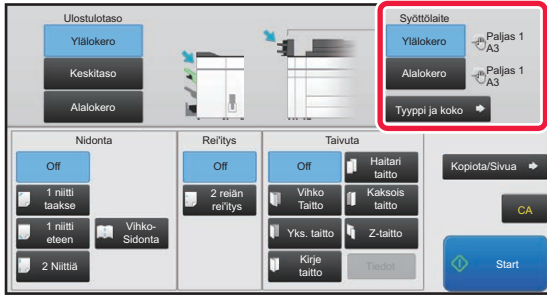 Ulostulotaso
Ylälokero
Keskitaso
Alalokero
Syöttölaite
Ylälokero
Paljas 1
A3
Alalokero
Paljas 1
A3
Tyyppi ja koko
Nidonta
Off
1 niitti
taakse
1 niitti
eteen
Vihko-
Sidonta
2 Niittiä
Rei'itys
Off
2 reiän
rei'itys
Taivuta
Off
Haitari
taitto
Vihko
Taitto
Kaksois
taitto
Yks. taitto
Z-taitto
Kirje
taitto
Tiedot
Kopiota/Sivua
CA
Start